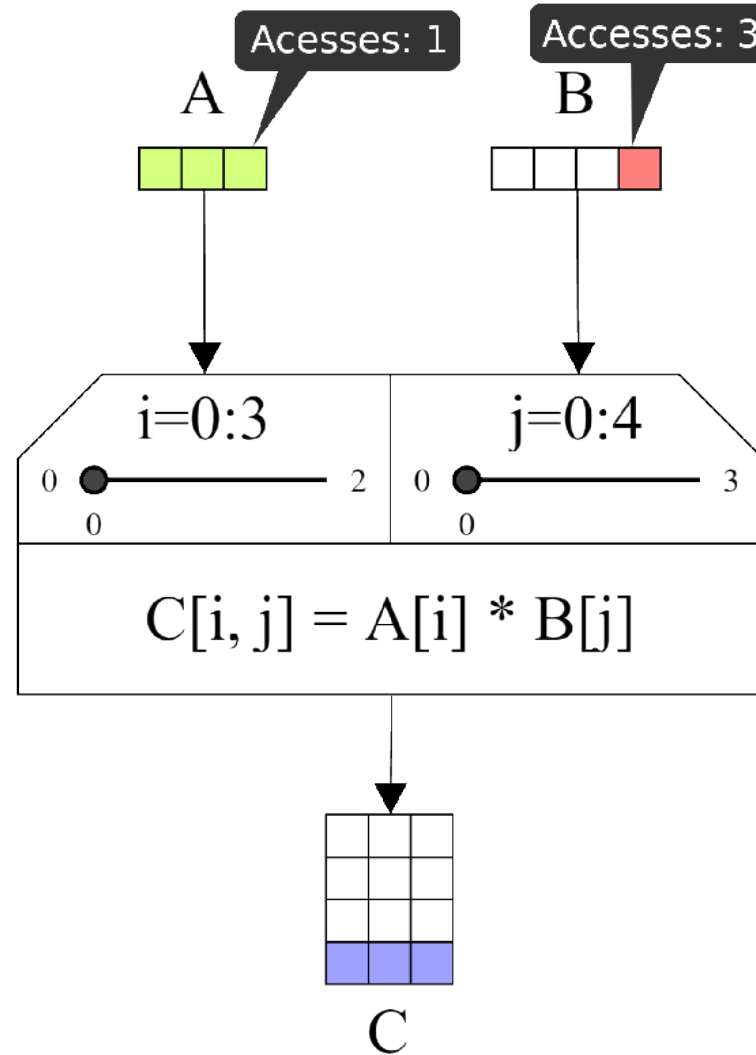 Acesses: 1
Accesses: 3
A
B
i=0:3
j=0:4
0
2
0
3
0
0
C[i, j] = A[i] * B[j]
C